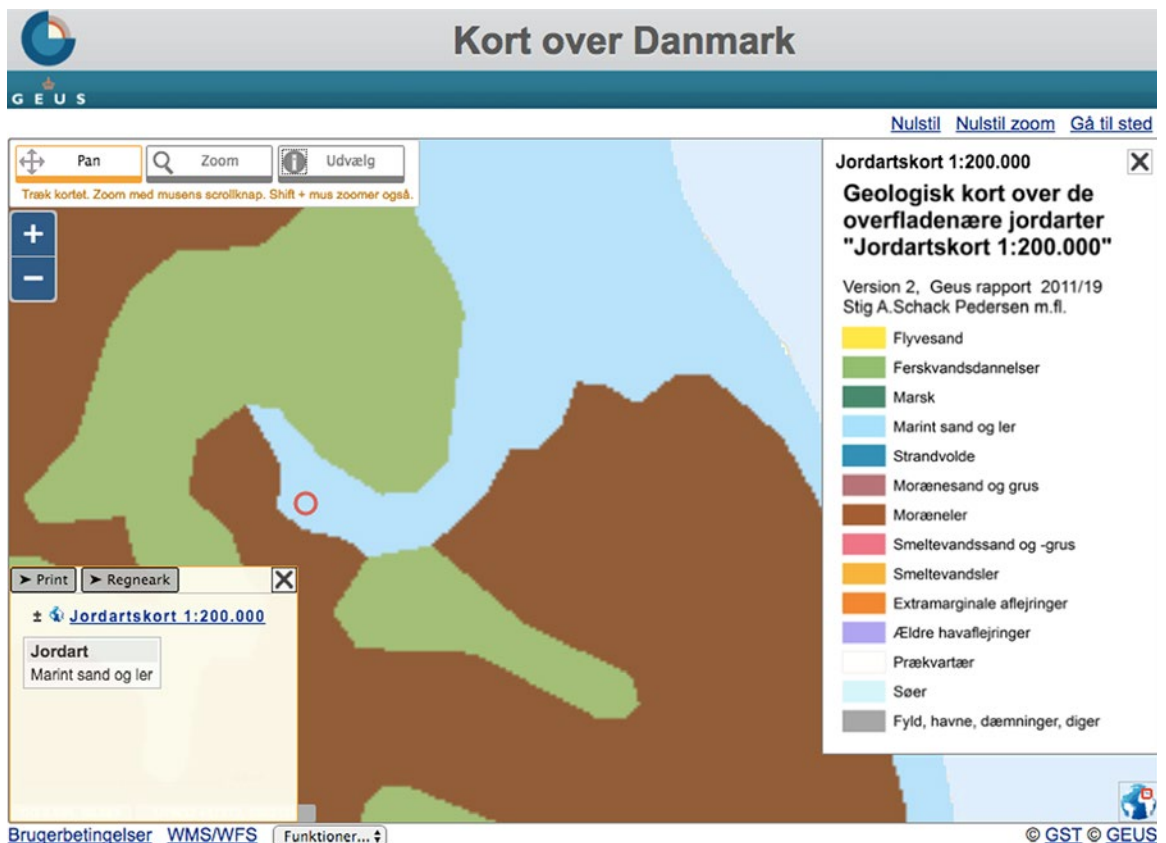 Kort over Danmark
GEUS
Nulstil Nulstil zoom Gå til sted
Pan Zoom Udvælg
Træk kortet. Zoom med musens scrollknap. Shift + mus zoomer også.
+
−
Jordartskort 1:200.000
Geologisk kort over de
overfladenære jordarter
"Jordartskort 1:200.000"
Version 2, Geus rapport 2011/19
Stig A.Schack Pedersen m.fl.
Flyvesand
Ferskvandsdannelser
Marsk
Marint sand og ler
Strandvolde
Morænesand og grus
Moræneler
Smeltevandssand og -grus
Smeltevandsler
Extramarginale aflejringer
Ældre havaflejringer
Prækvartær
Søer
Fyld, havne, dæmninger, diger
➤ Print ➤ Regneark
± Jordartskort 1:200.000
Jordart
Marint sand og ler
Brugerbetingelser WMS/WFS Funktioner...
© GST © GEUS